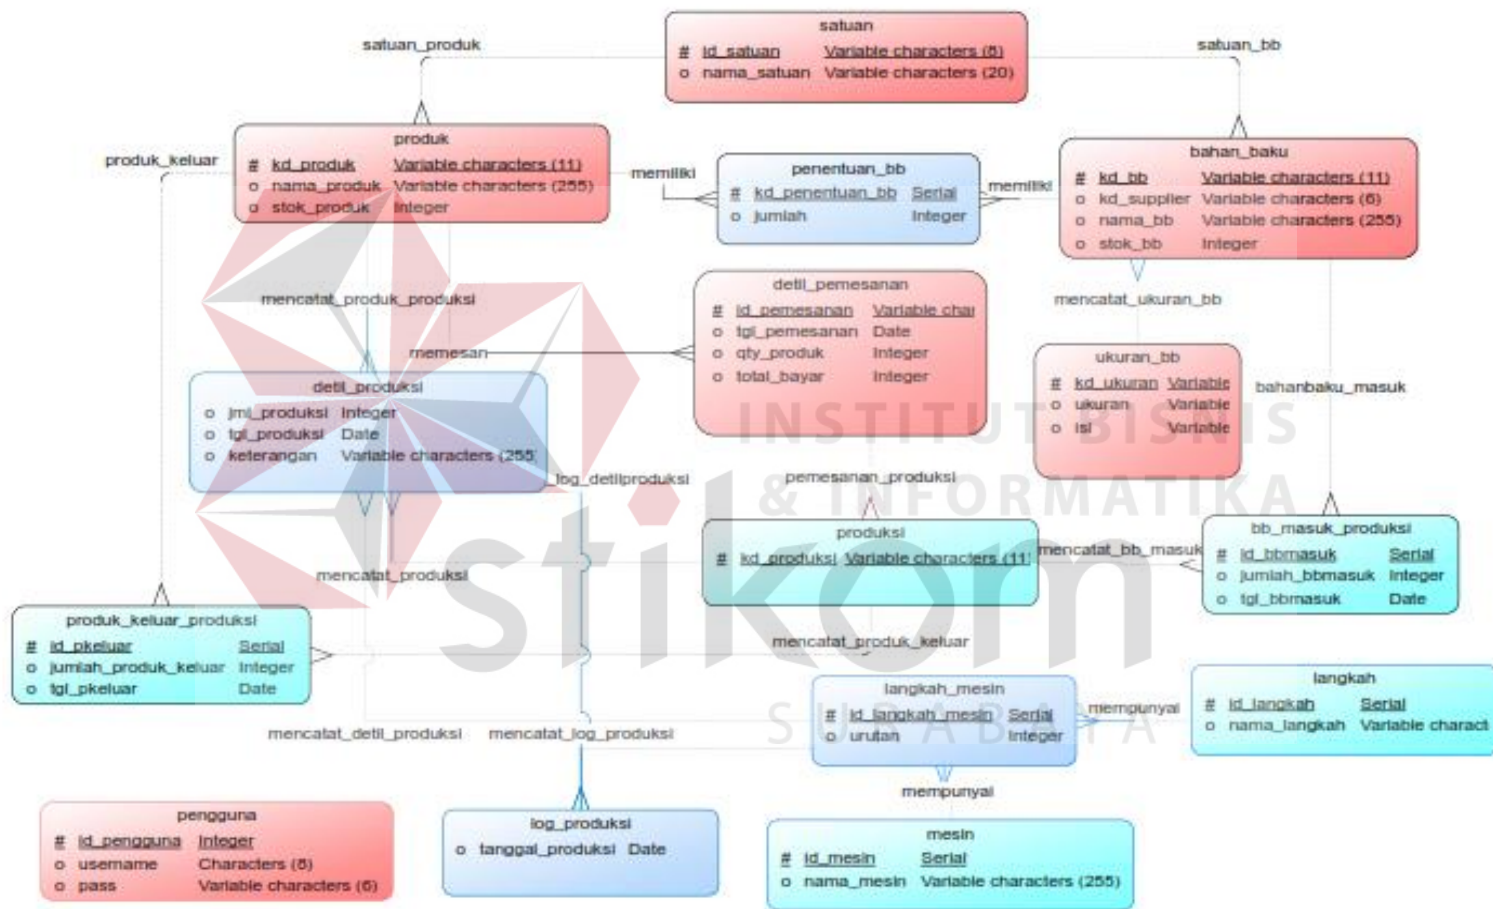 satuan
# id_satuan Variable characters (8)
o nama_satuan Variable characters (20)
satuan_produk
satuan_bb
produk
# kd_produk Variable characters (11)
o nama_produk Variable characters (255)
o stok_produk Integer
produk_keluar
memiliki
penentuan_bb
# kd_penentuan_bb Serial
o jumlah Integer
memiliki
bahan_baku
# kd_bb Variable characters (11)
o kd_supplier Variable characters (6)
o nama_bb Variable characters (255)
o stok_bb Integer
mencatat_produk_produksi
memesan
detil_pemesanan
# id_pemesanan Variable char
o tgl_pemesanan Date
o qty_produk Integer
o total_bayar Integer
mencatat_ukuran_bb
ukuran_bb
# kd_ukuran Variable
o ukuran Variable
o isi Variable
bahanbaku_masuk
detil_produksi
o jml_produksi Integer
o tgl_produksi Date
o keterangan Variable characters (255)
_log_detilproduksi
pemesanan_produksi
INSTITUT BISNIS
& INFORMATIKA
stikom
SURABAYA
produksi
# kd_produksi Variable characters (11)
mencatat_bb_masuk
bb_masuk_produksi
# id_bbmasuk Serial
o jumlah_bbmasuk Integer
o tgl_bbmasuk Date
mencatat_produksi
produk_keluar_produksi
# id_pkeluar Serial
o jumlah_produk_keluar Integer
o tgl_pkeluar Date
mencatat_produk_keluar
mencatat_detil_produksi
mencatat_log_produksi
langkah_mesin
# id_langkah_mesin Serial
o urutan Integer
mempunyai
langkah
# id_langkah Serial
o nama_langkah Variable charact
mempunyai
pengguna
# id_pengguna Integer
o username Characters (8)
o pass Variable characters (6)
log_produksi
o tanggal_produksi Date
mesin
# id_mesin Serial
o nama_mesin Variable characters (255)